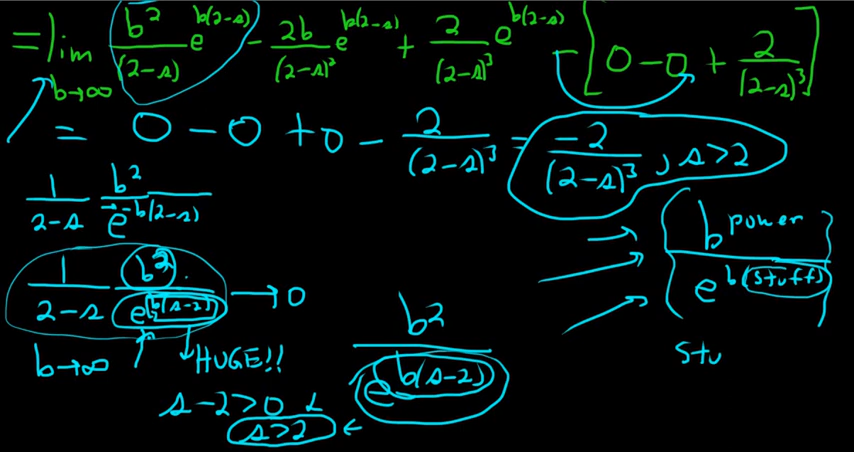 = lim b→∞ b²/(2-s) e^{b(2-s)} - 2b/(2-s)² e^{b(2-s)} + 2/(2-s)³ e^{b(2-s)} - [0 - 0 + 2/(2-s)³]
= 0 - 0 + 0 - 2/(2-s)³ = -2/(2-s)³, s>2
1/(2-s) b²/e^{-b(2-s)}
1/(2-s) b²/e^{b(s-2)} → 0
b→∞ HUGE!!
s-2>0
s>2
b²/e^{b(s-2)}
b^{power}/e^{b(stuff)}
stu